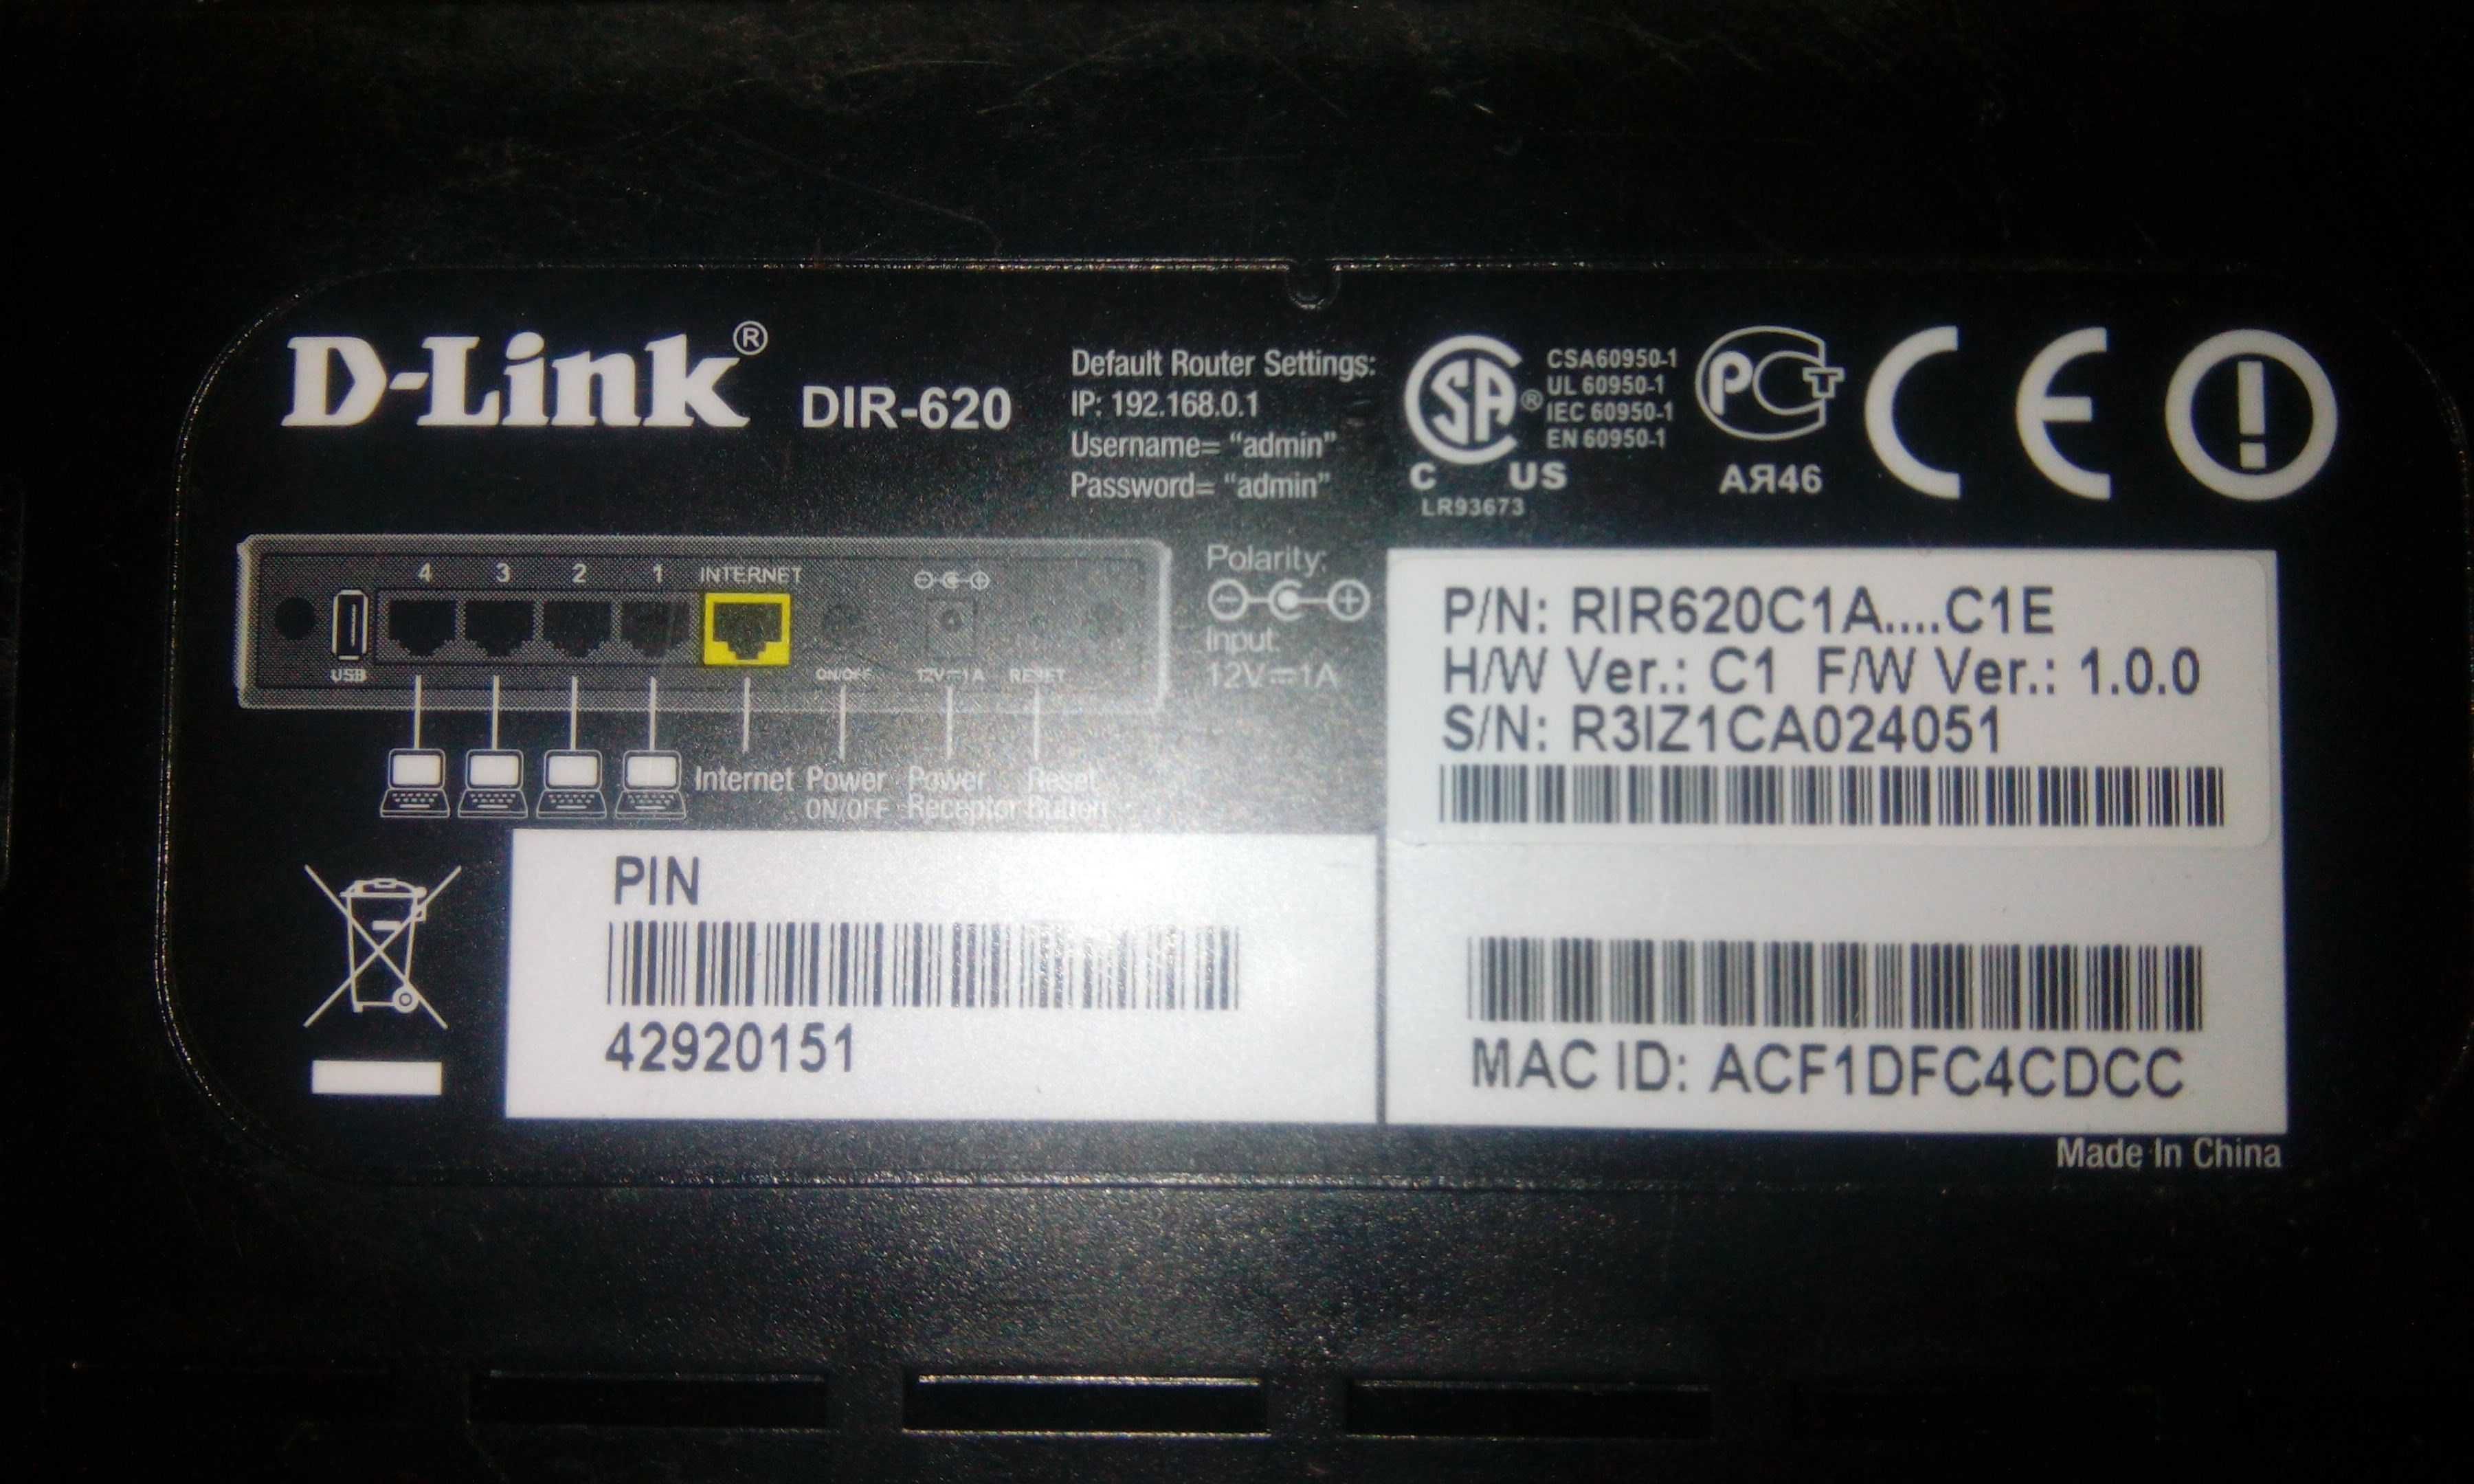 D-Link® DIR-620
Default Router Settings:
IP: 192.168.0.1
Username= “admin”
Password= “admin”
CSA60950-1
UL 60950-1
IEC 60950-1
EN 60950-1
SA®
C US
LR93673
РСТ
АЯ46
CE
4 3 2 1 INTERNET
USB ON/OFF 12V⎓1A RESET
Internet
Power ON/OFF
Power Receptor
Reset Button
Polarity:
Input:
12V⎓1A
P/N: RIR620C1A....C1E
H/W Ver.: C1 F/W Ver.: 1.0.0
S/N: R3IZ1CA024051
PIN
42920151
MAC ID: ACF1DFC4CDCC
Made In China